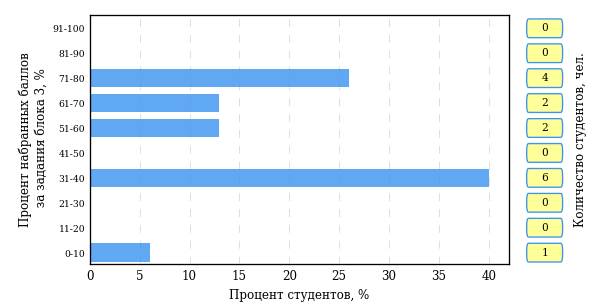 Процент набранных баллов
за задания блока 3, %
91-100 0
81-90 0
71-80 4
61-70 2
51-60 2
41-50 0
31-40 6
21-30 0
11-20 0
0-10 1
0 5 10 15 20 25 30 35 40
Процент студентов, %
Количество студентов, чел.